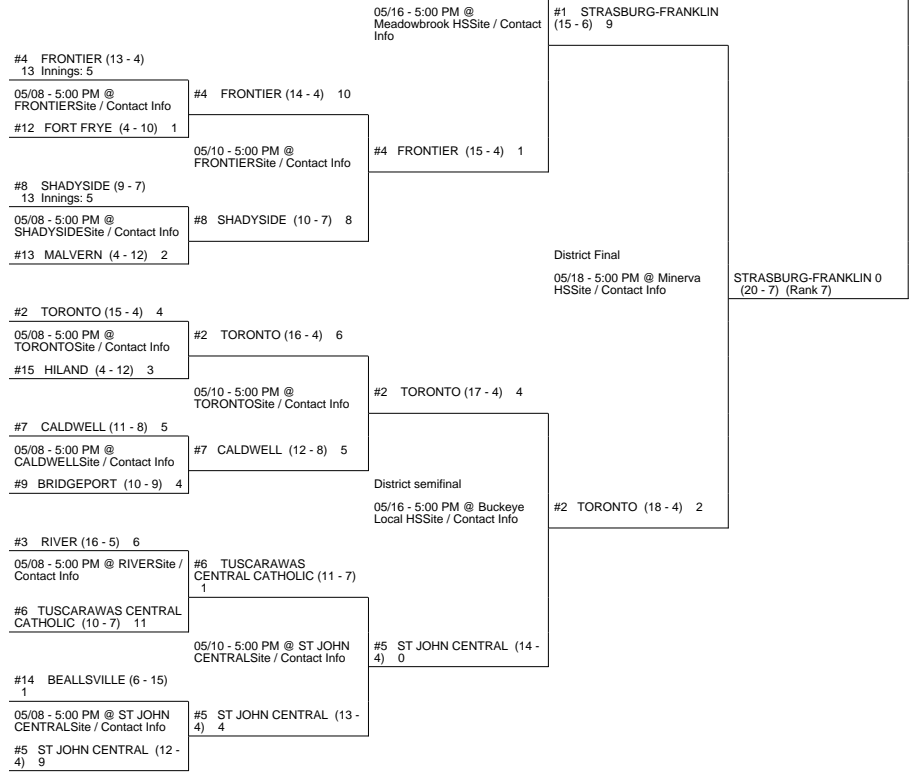 05/16 - 5:00 PM @
Meadowbrook HSSite / Contact
Info
#1 STRASBURG-FRANKLIN
(15 - 6) 9
#4 FRONTIER (13 - 4)
13 Innings: 5
05/08 - 5:00 PM @
FRONTIERSite / Contact Info
#12 FORT FRYE (4 - 10) 1
#4 FRONTIER (14 - 4) 10
05/10 - 5:00 PM @
FRONTIERSite / Contact Info
#4 FRONTIER (15 - 4) 1
#8 SHADYSIDE (9 - 7)
13 Innings: 5
05/08 - 5:00 PM @
SHADYSIDESite / Contact Info
#13 MALVERN (4 - 12) 2
#8 SHADYSIDE (10 - 7) 8
District Final
05/18 - 5:00 PM @ Minerva
HSSite / Contact Info
STRASBURG-FRANKLIN 0
(20 - 7) (Rank 7)
#2 TORONTO (15 - 4) 4
05/08 - 5:00 PM @
TORONTOSite / Contact Info
#15 HILAND (4 - 12) 3
#2 TORONTO (16 - 4) 6
05/10 - 5:00 PM @
TORONTOSite / Contact Info
#2 TORONTO (17 - 4) 4
#7 CALDWELL (11 - 8) 5
05/08 - 5:00 PM @
CALDWELLSite / Contact Info
#9 BRIDGEPORT (10 - 9) 4
#7 CALDWELL (12 - 8) 5
District semifinal
05/16 - 5:00 PM @ Buckeye
Local HSSite / Contact Info
#2 TORONTO (18 - 4) 2
#3 RIVER (16 - 5) 6
05/08 - 5:00 PM @ RIVERSite /
Contact Info
#6 TUSCARAWAS CENTRAL
CATHOLIC (10 - 7) 11
#6 TUSCARAWAS
CENTRAL CATHOLIC (11 - 7)
1
05/10 - 5:00 PM @ ST JOHN
CENTRALSite / Contact Info
#5 ST JOHN CENTRAL (14 -
4) 0
#14 BEALLSVILLE (6 - 15)
1
05/08 - 5:00 PM @ ST JOHN
CENTRALSite / Contact Info
#5 ST JOHN CENTRAL (12 -
4) 9
#5 ST JOHN CENTRAL (13 -
4) 4